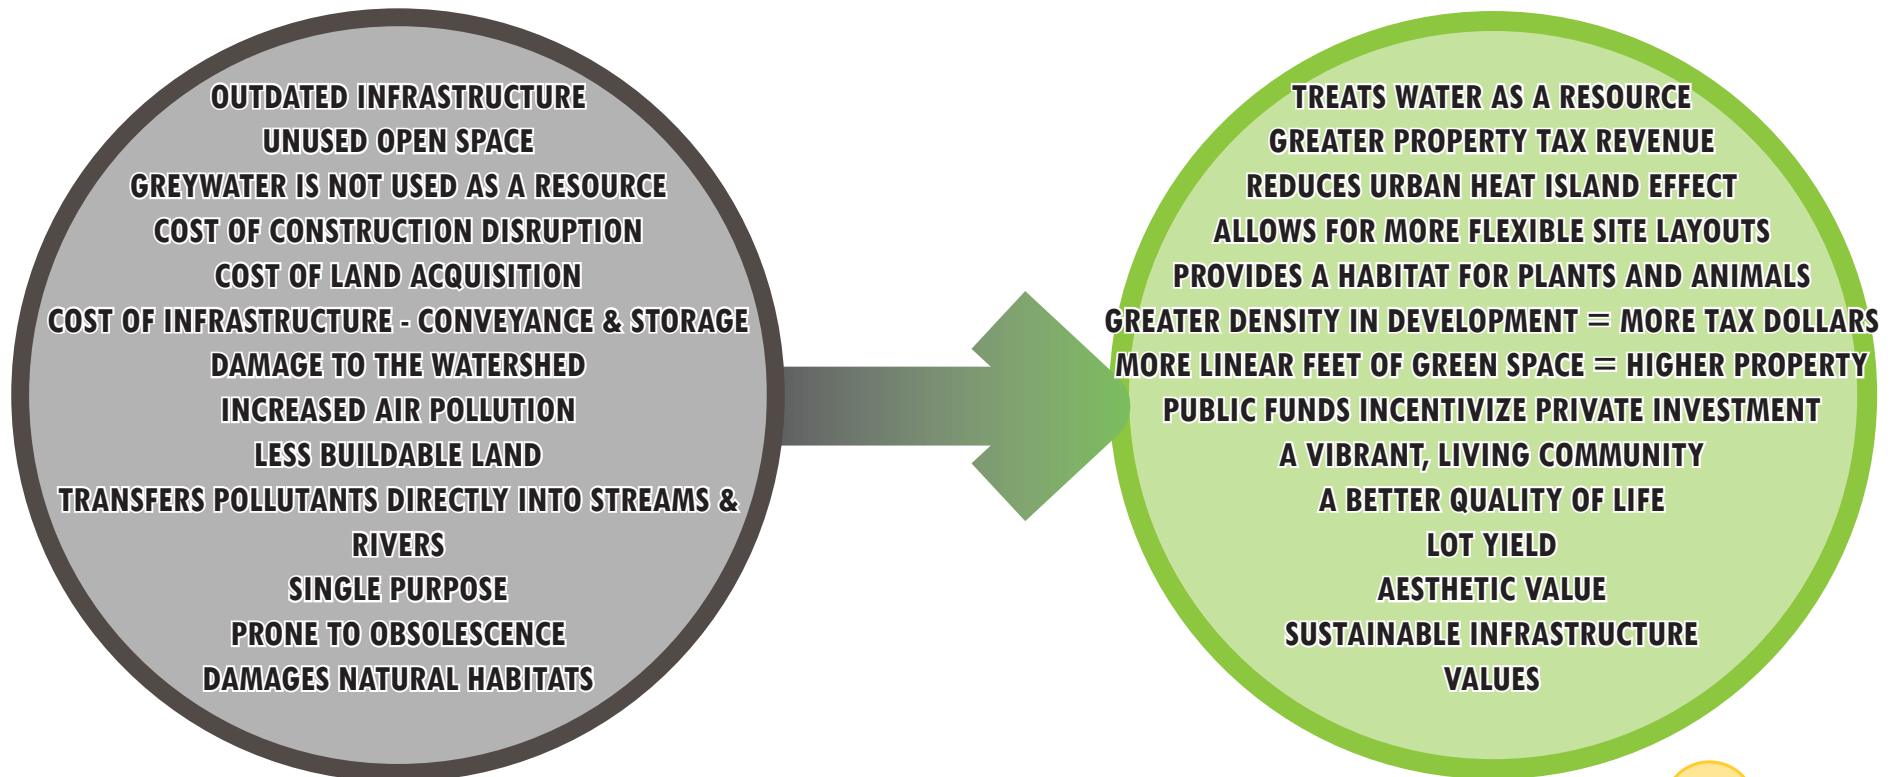 OUTDATED INFRASTRUCTURE
UNUSED OPEN SPACE
GREYWATER IS NOT USED AS A RESOURCE
COST OF CONSTRUCTION DISRUPTION
COST OF LAND ACQUISITION
COST OF INFRASTRUCTURE - CONVEYANCE & STORAGE
DAMAGE TO THE WATERSHED
INCREASED AIR POLLUTION
LESS BUILDABLE LAND
TRANSFERS POLLUTANTS DIRECTLY INTO STREAMS &
RIVERS
SINGLE PURPOSE
PRONE TO OBSOLESCENCE
DAMAGES NATURAL HABITATS
TREATS WATER AS A RESOURCE
GREATER PROPERTY TAX REVENUE
REDUCES URBAN HEAT ISLAND EFFECT
ALLOWS FOR MORE FLEXIBLE SITE LAYOUTS
PROVIDES A HABITAT FOR PLANTS AND ANIMALS
GREATER DENSITY IN DEVELOPMENT = MORE TAX DOLLARS
MORE LINEAR FEET OF GREEN SPACE = HIGHER PROPERTY
PUBLIC FUNDS INCENTIVIZE PRIVATE INVESTMENT
A VIBRANT, LIVING COMMUNITY
A BETTER QUALITY OF LIFE
LOT YIELD
AESTHETIC VALUE
SUSTAINABLE INFRASTRUCTURE
VALUES